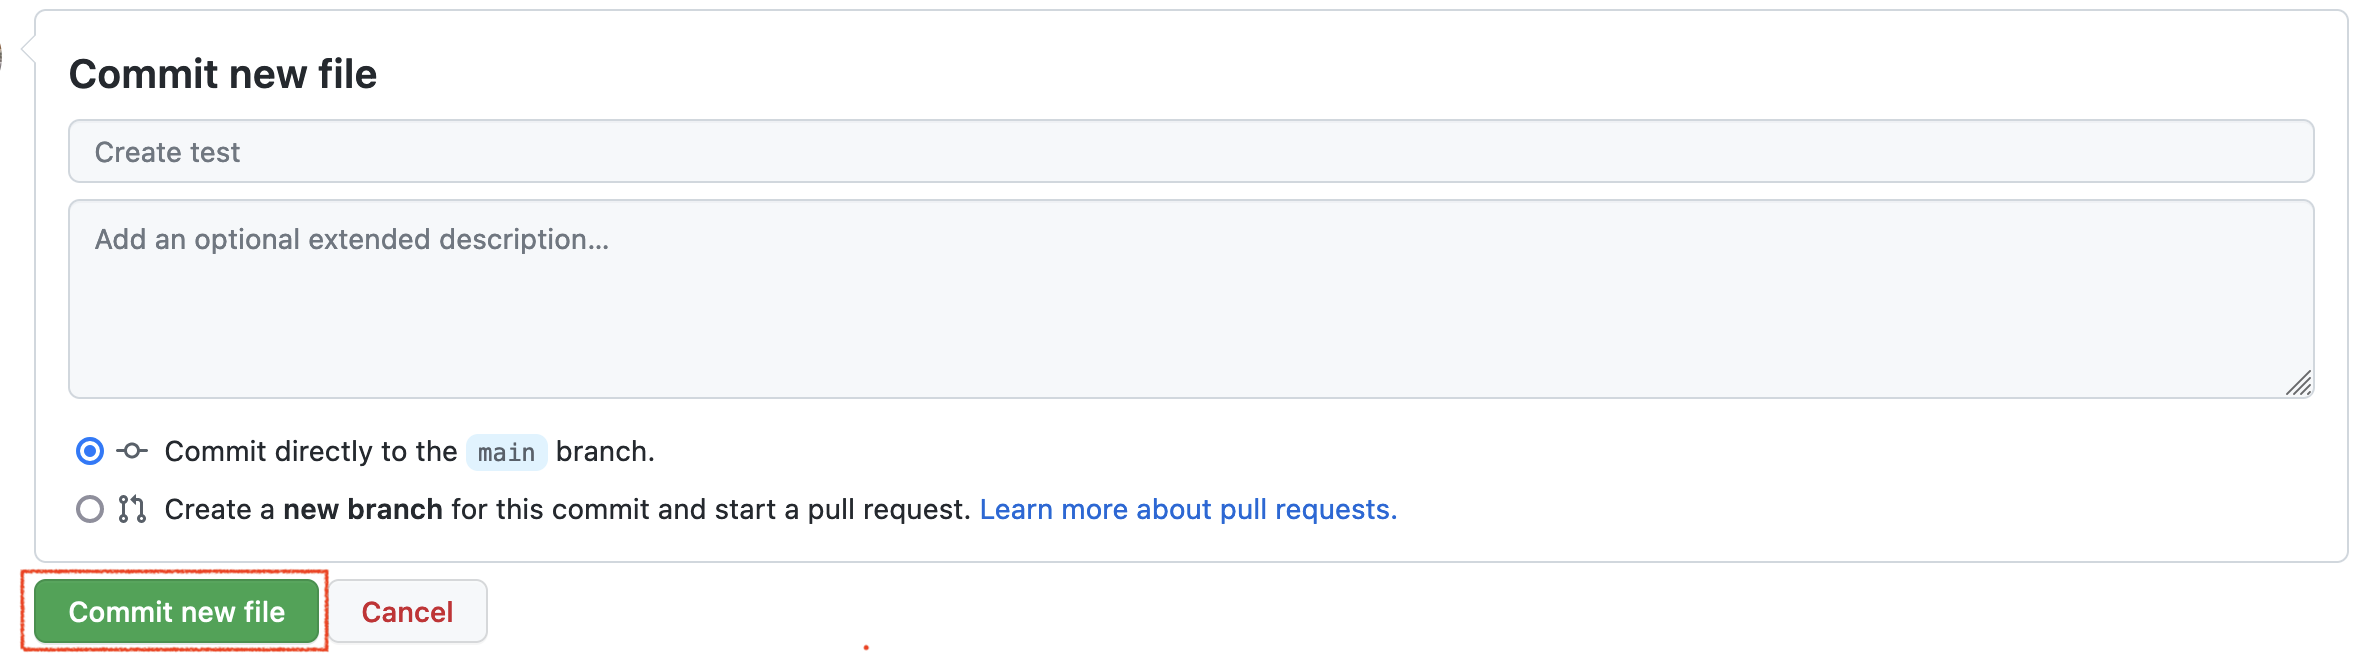 Commit new file
Create test
Add an optional extended description...
Commit directly to the main branch.
Create a new branch for this commit and start a pull request. Learn more about pull requests.
Commit new file Cancel